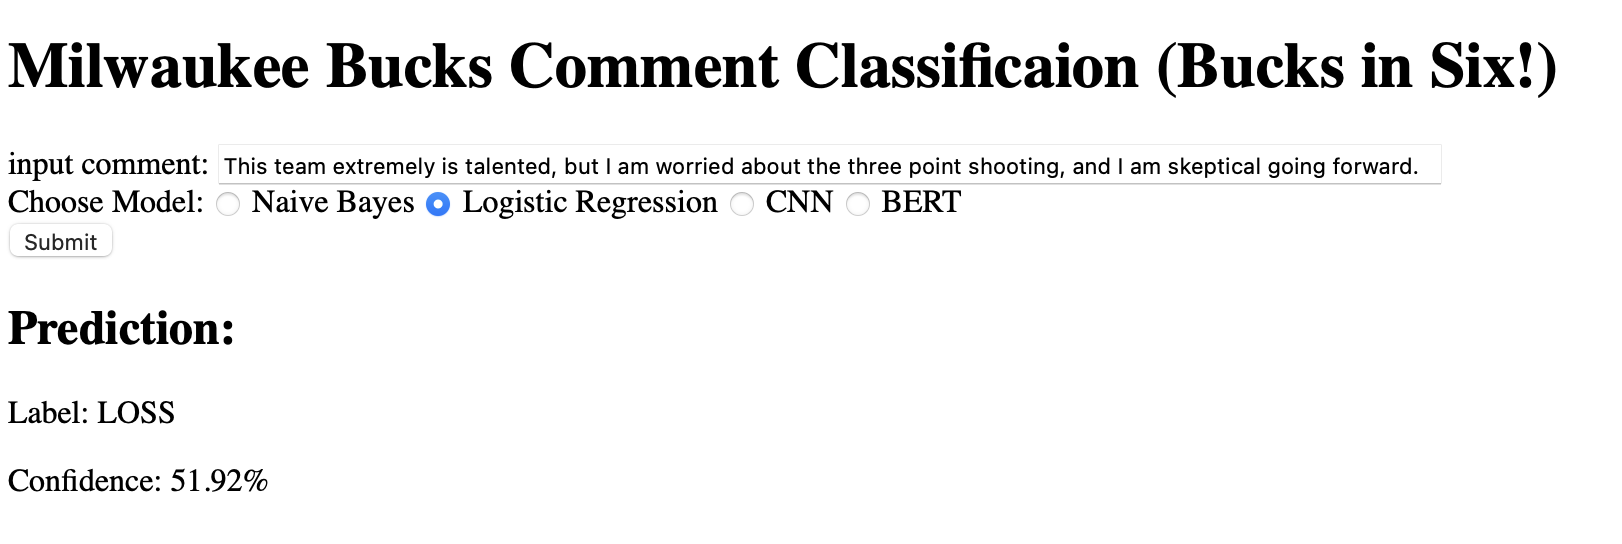 Milwaukee Bucks Comment Classificaion (Bucks in Six!)
input comment: This team extremely is talented, but I am worried about the three point shooting, and I am skeptical going forward.
Choose Model: Naive Bayes Logistic Regression CNN BERT
Submit
Prediction:
Label: LOSS
Confidence: 51.92%